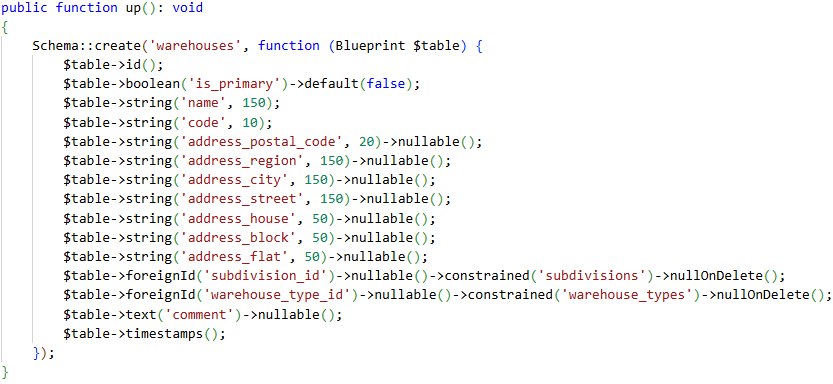 public function up(): void
{
    Schema::create('warehouses', function (Blueprint $table) {
        $table->id();
        $table->boolean('is_primary')->default(false);
        $table->string('name', 150);
        $table->string('code', 10);
        $table->string('address_postal_code', 20)->nullable();
        $table->string('address_region', 150)->nullable();
        $table->string('address_city', 150)->nullable();
        $table->string('address_street', 150)->nullable();
        $table->string('address_house', 50)->nullable();
        $table->string('address_block', 50)->nullable();
        $table->string('address_flat', 50)->nullable();
        $table->foreignId('subdivision_id')->nullable()->constrained('subdivisions')->nullOnDelete();
        $table->foreignId('warehouse_type_id')->nullable()->constrained('warehouse_types')->nullOnDelete();
        $table->text('comment')->nullable();
        $table->timestamps();
    });
}